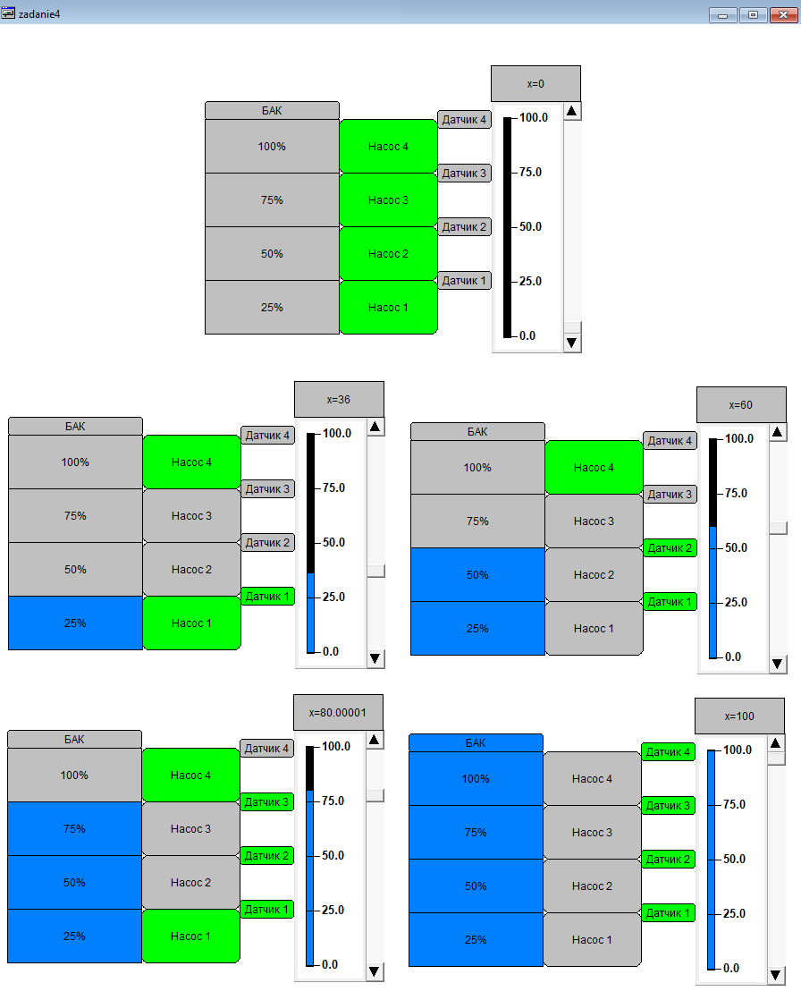 zadanie4
x=0
БАК
Датчик 4
100.0
100%
Насос 4
75%
Насос 3
Датчик 3
75.0
50%
Насос 2
Датчик 2
50.0
25%
Насос 1
Датчик 1
25.0
0.0
x=36
БАК
Датчик 4
100.0
100%
Насос 4
75%
Насос 3
Датчик 3
75.0
50%
Насос 2
Датчик 2
50.0
25%
Насос 1
Датчик 1
25.0
0.0
x=60
БАК
Датчик 4
100.0
100%
Насос 4
75%
Насос 3
Датчик 3
75.0
50%
Насос 2
Датчик 2
50.0
25%
Насос 1
Датчик 1
25.0
0.0
x=80.00001
БАК
Датчик 4
100.0
100%
Насос 4
75%
Насос 3
Датчик 3
75.0
50%
Насос 2
Датчик 2
50.0
25%
Насос 1
Датчик 1
25.0
0.0
x=100
БАК
Датчик 4
100.0
100%
Насос 4
75%
Насос 3
Датчик 3
75.0
50%
Насос 2
Датчик 2
50.0
25%
Насос 1
Датчик 1
25.0
0.0